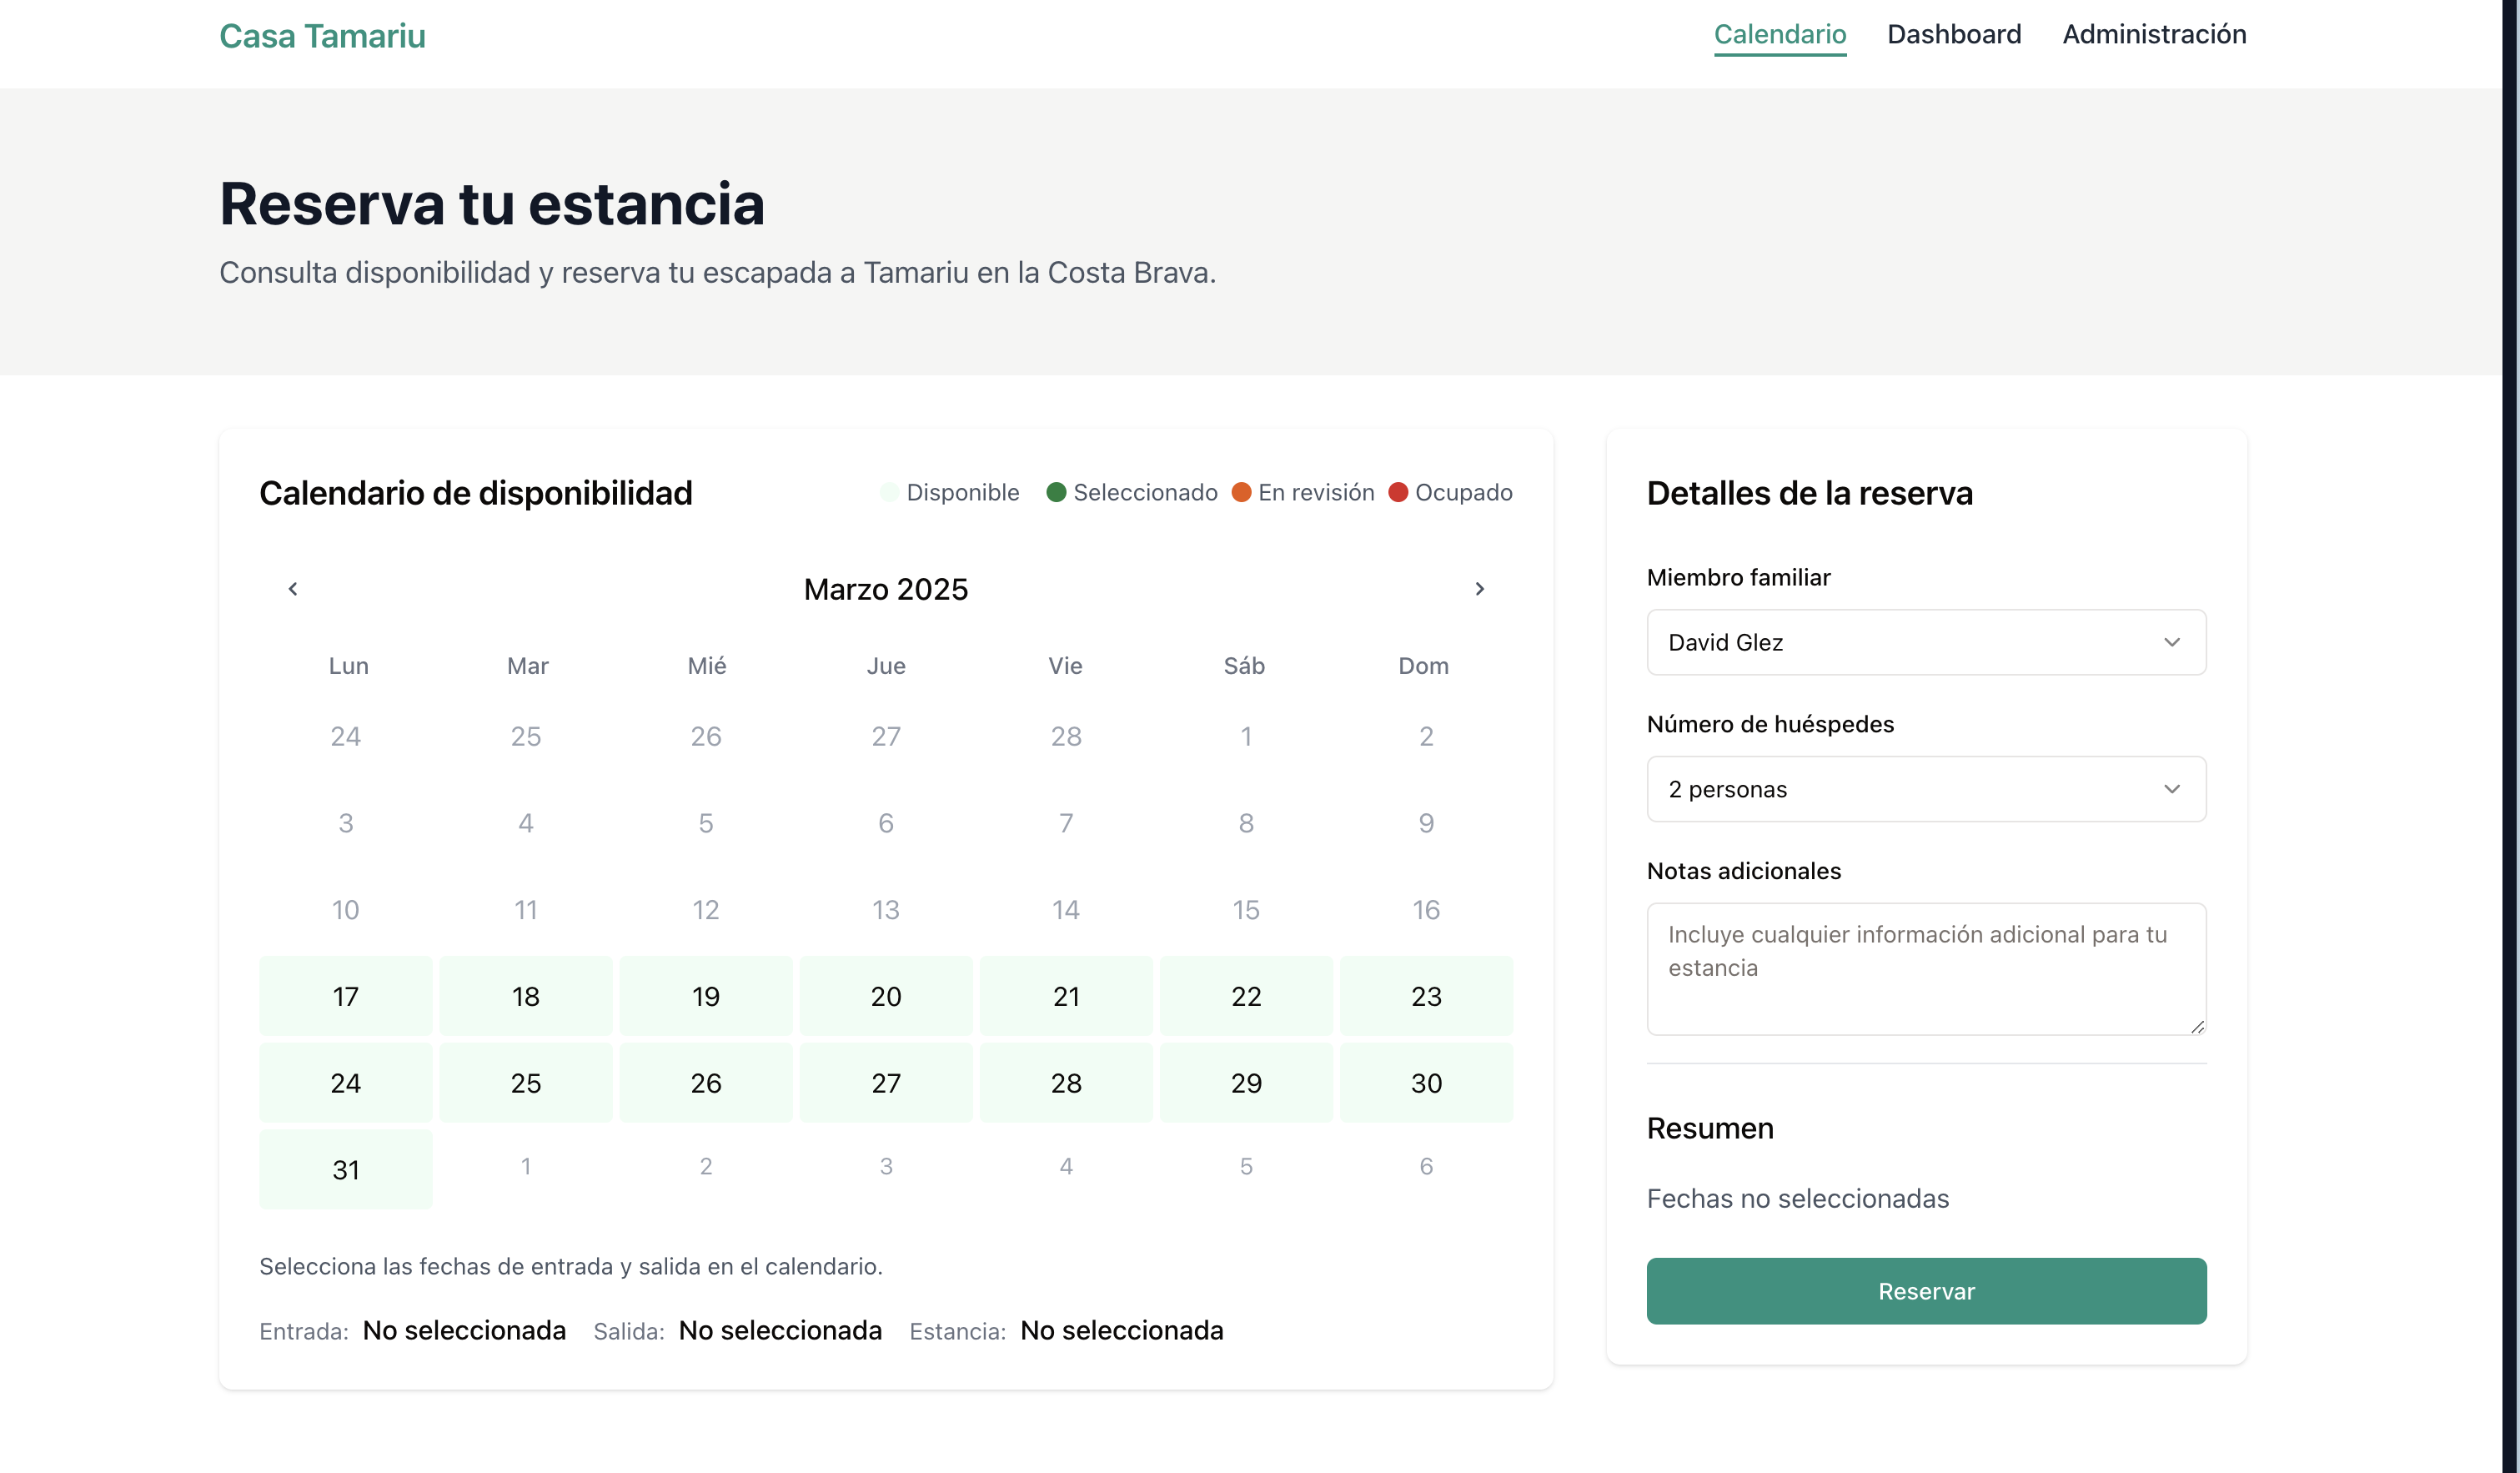 Casa Tamariu
Calendario Dashboard Administración
Reserva tu estancia
Consulta disponibilidad y reserva tu escapada a Tamariu en la Costa Brava.
Calendario de disponibilidad
Disponible Seleccionado En revisión Ocupado
Marzo 2025
Lun Mar Mié Jue Vie Sáb Dom
24 25 26 27 28 1 2
3 4 5 6 7 8 9
10 11 12 13 14 15 16
17 18 19 20 21 22 23
24 25 26 27 28 29 30
31 1 2 3 4 5 6
Selecciona las fechas de entrada y salida en el calendario.
Entrada: No seleccionada Salida: No seleccionada Estancia: No seleccionada
Detalles de la reserva
Miembro familiar
David Glez
Número de huéspedes
2 personas
Notas adicionales
Incluye cualquier información adicional para tu
estancia
Resumen
Fechas no seleccionadas
Reservar